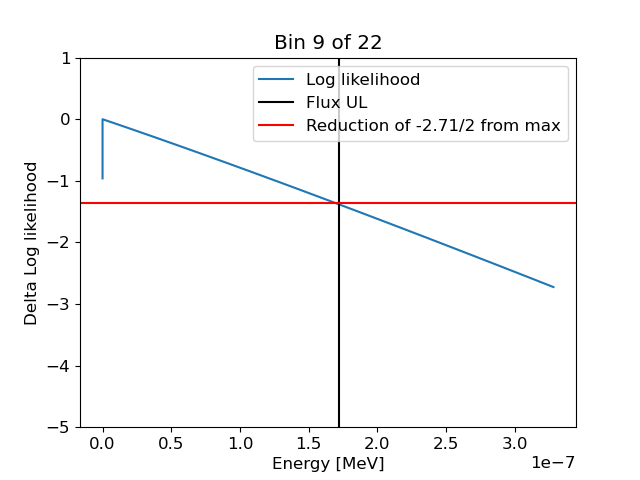 Bin 9 of 22
Log likelihood
Flux UL
Reduction of -2.71/2 from max
Delta Log likelihood
1
0
−1
−2
−3
−4
−5
0.0 0.5 1.0 1.5 2.0 2.5 3.0
1e−7
Energy [MeV]